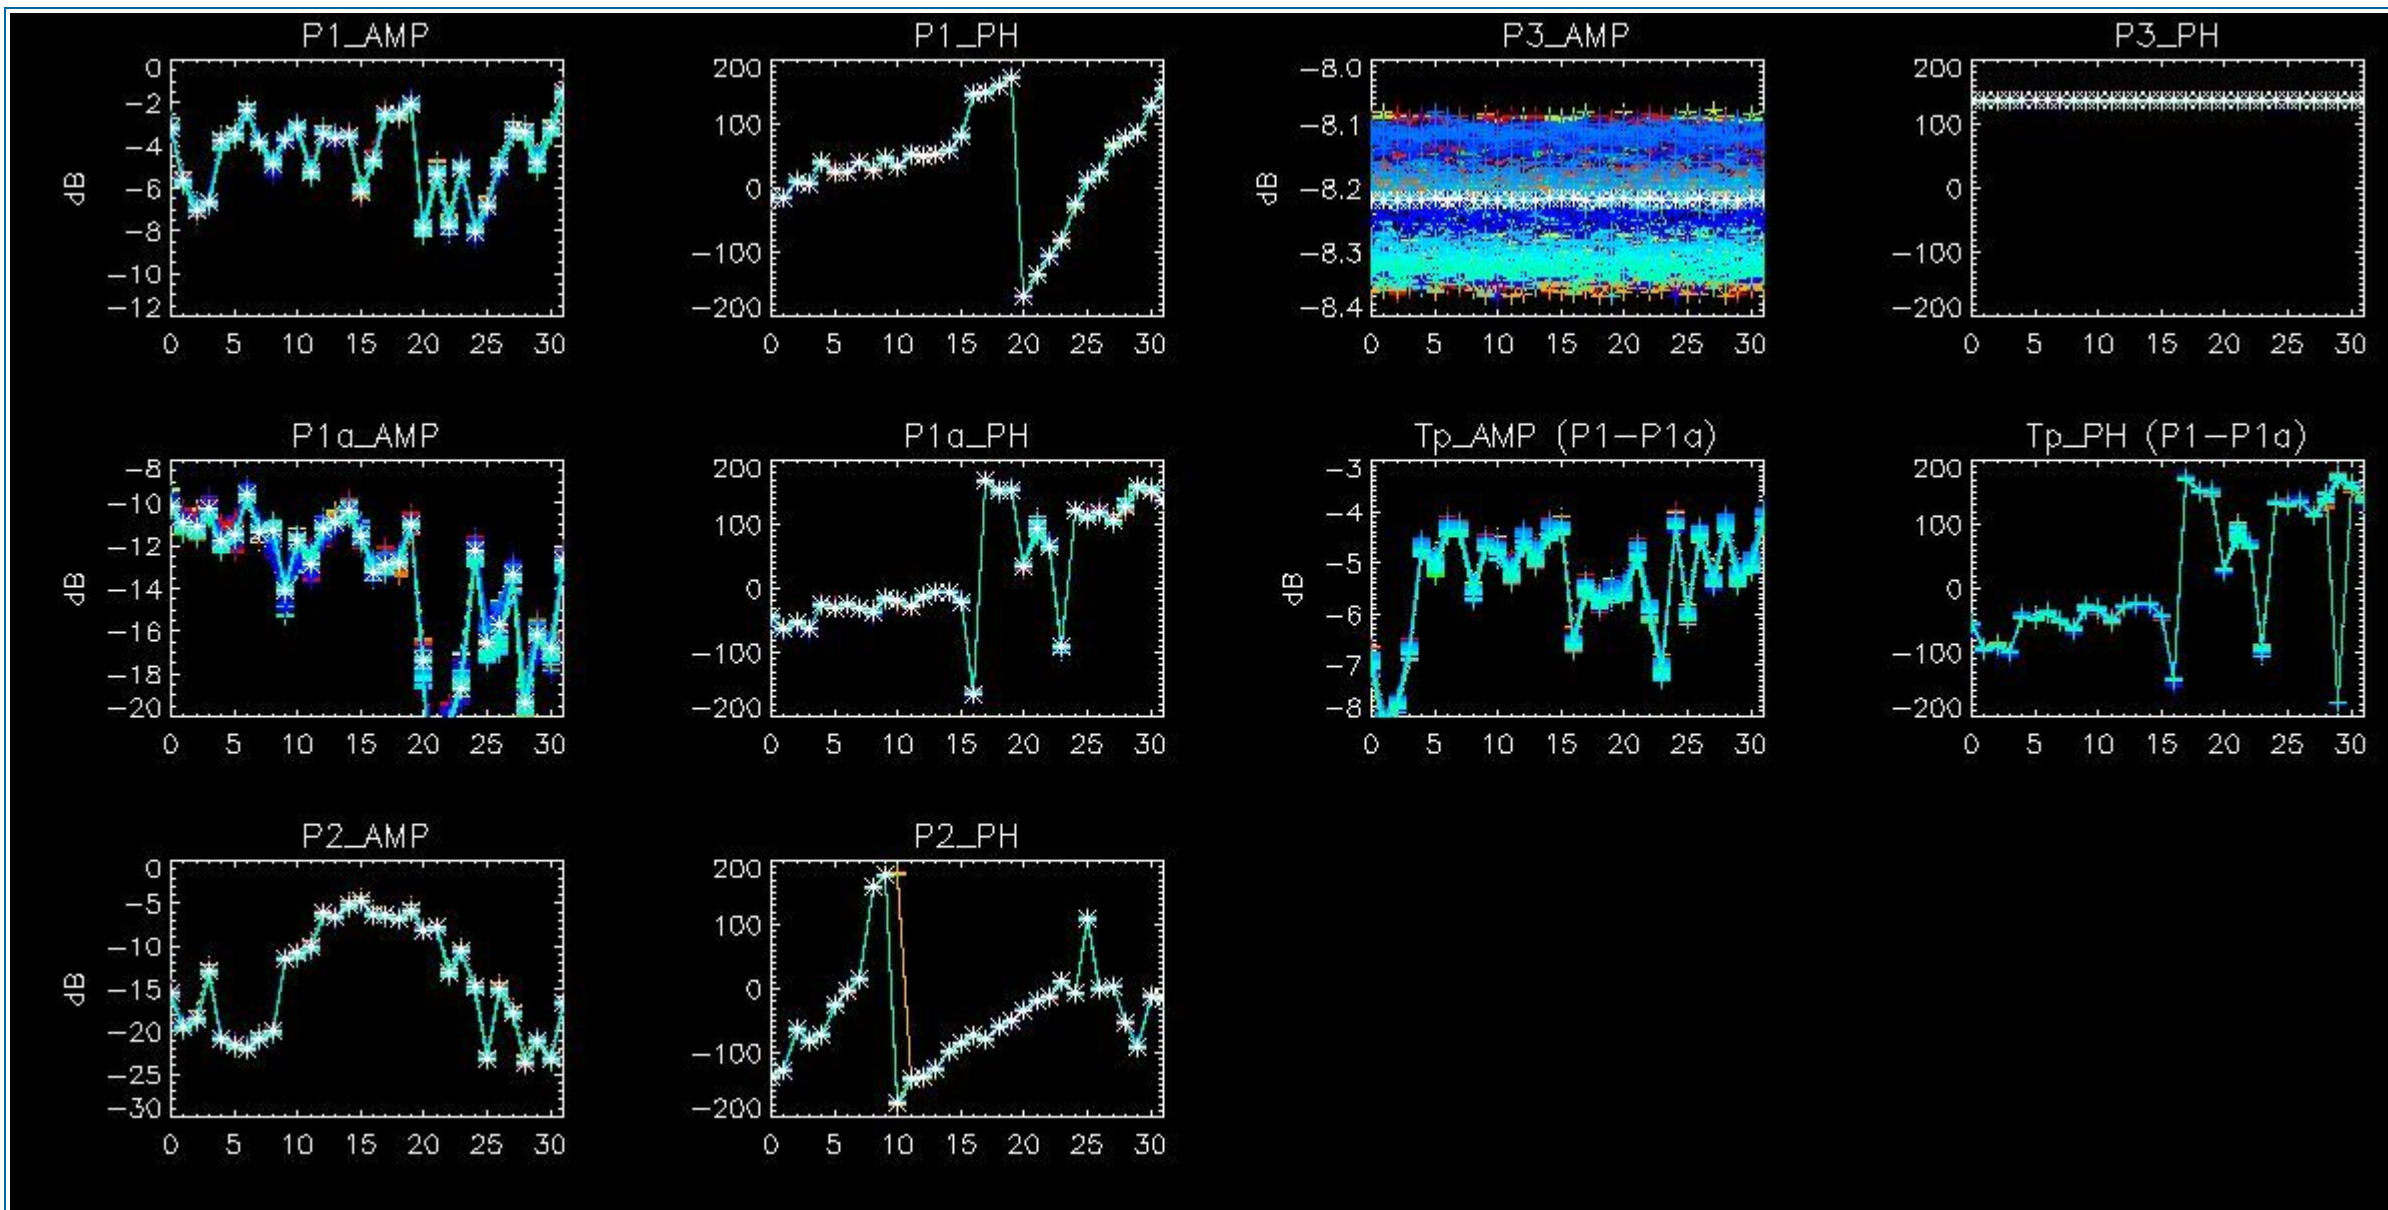 P1_AMP
P1_PH
P3_AMP
P3_PH
0
−2
−4
−6
−8
−10
−12
dB
0 5 10 15 20 25 30
200
100
0
−100
−200
0 5 10 15 20 25 30
−8.0
−8.1
−8.2
−8.3
−8.4
dB
0 5 10 15 20 25 30
200
100
0
−100
−200
0 5 10 15 20 25 30
P1a_AMP
P1a_PH
Tp_AMP (P1−P1a)
Tp_PH (P1−P1a)
−8
−10
−12
−14
−16
−18
−20
dB
0 5 10 15 20 25 30
200
100
0
−100
−200
0 5 10 15 20 25 30
−3
−4
−5
−6
−7
−8
dB
0 5 10 15 20 25 30
200
100
0
−100
−200
0 5 10 15 20 25 30
P2_AMP
P2_PH
0
−5
−10
−15
−20
−25
−30
dB
0 5 10 15 20 25 30
200
100
0
−100
−200
0 5 10 15 20 25 30